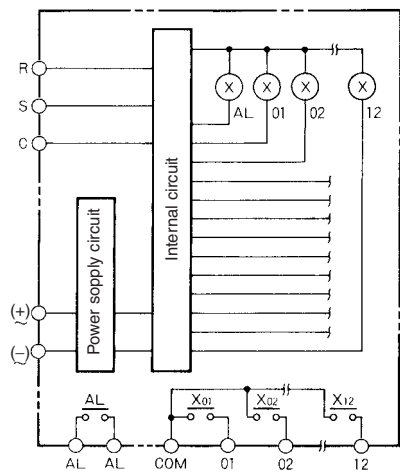 R
S
C
(+)
(−)
Power sopply circuit
Internal circuit
X X X X
AL 01 02 12
AL X01 X02 X12
AL AL COM 01 02 12